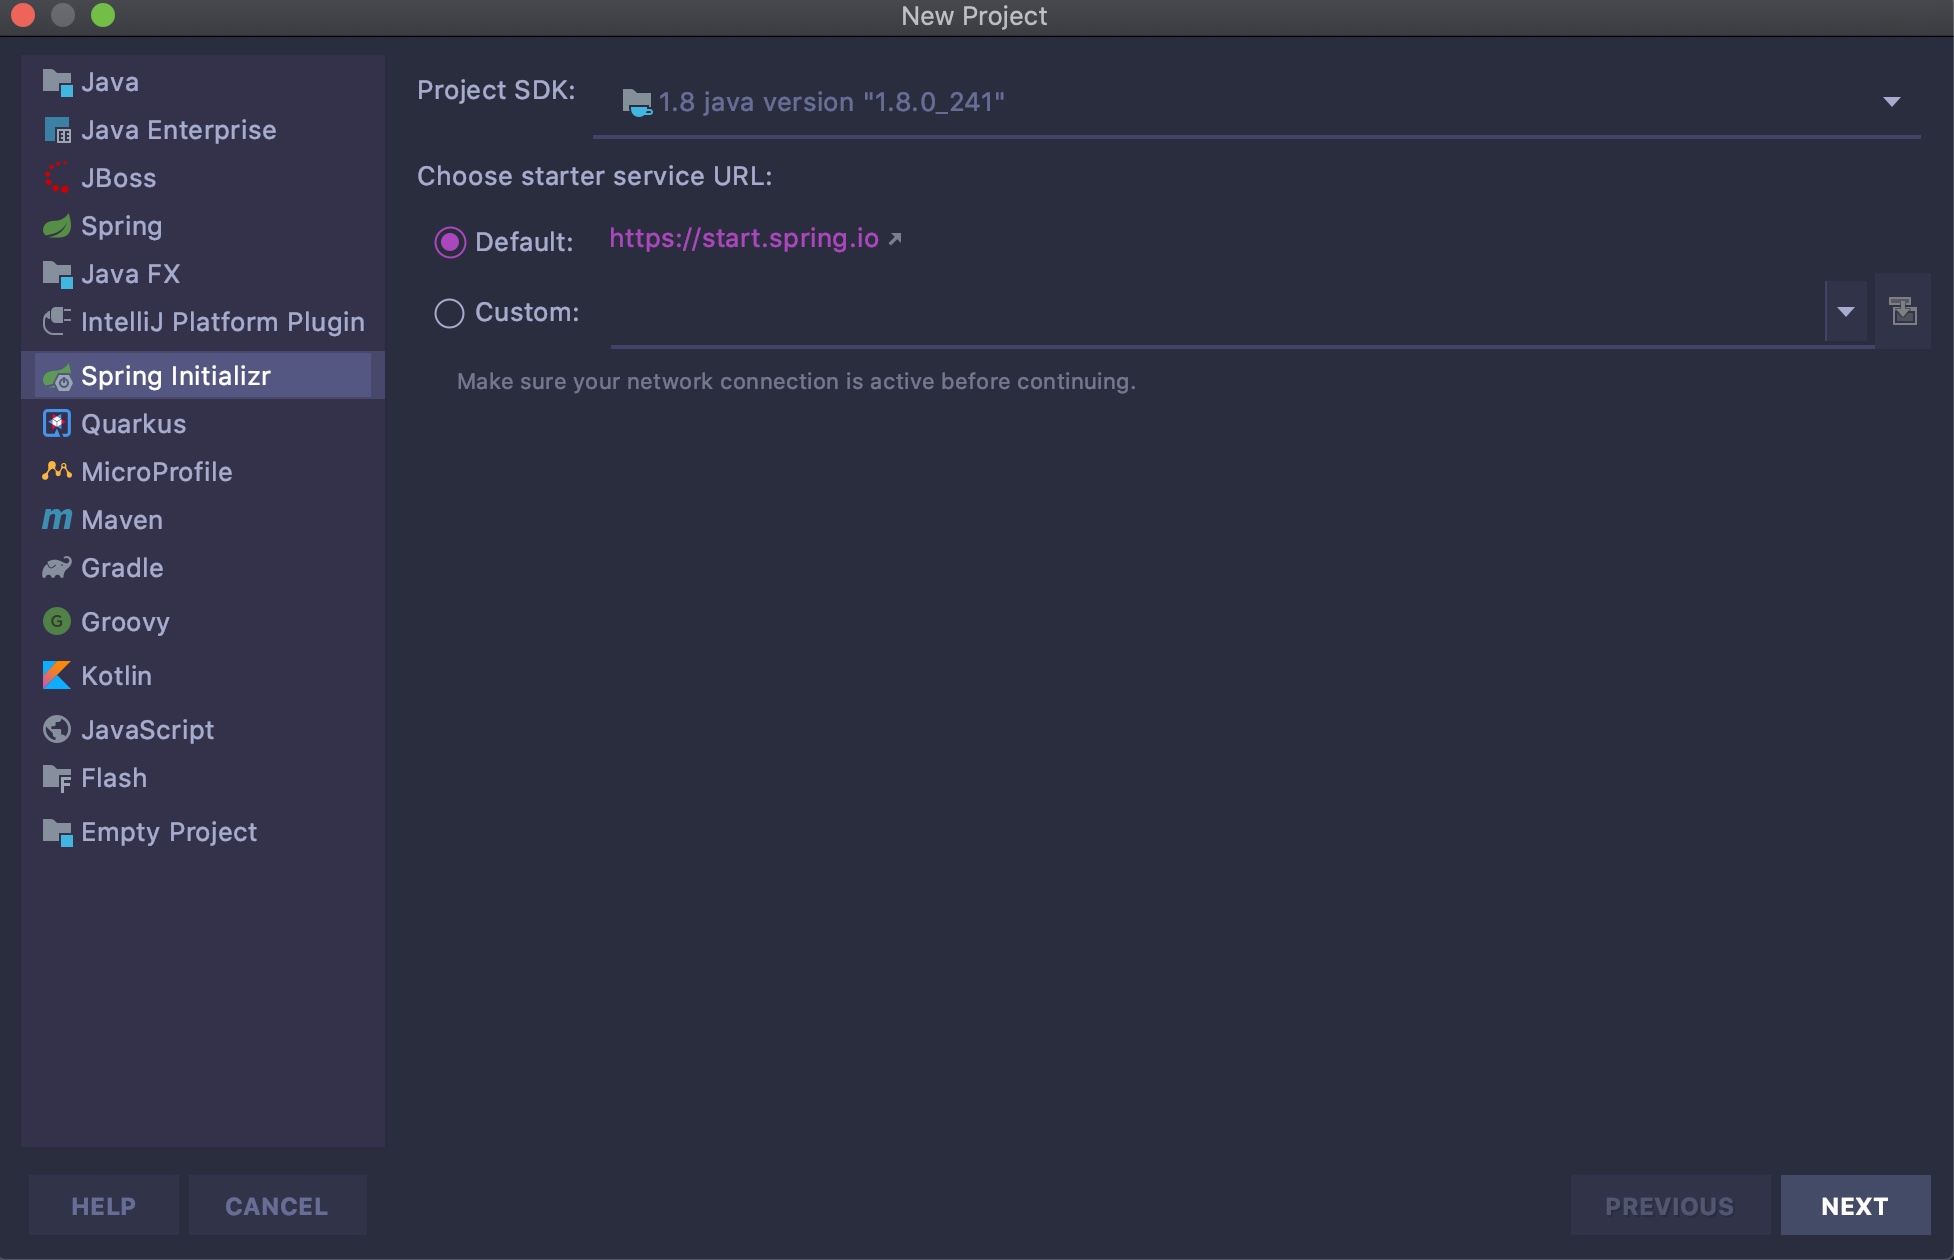 New Project
Java
Java Enterprise
JBoss
Spring
Java FX
IntelliJ Platform Plugin
Spring Initializr
Quarkus
MicroProfile
Maven
Gradle
Groovy
Kotlin
JavaScript
Flash
Empty Project
Project SDK: 1.8 java version "1.8.0_241"
Choose starter service URL:
Default: https://start.spring.io
Custom:
Make sure your network connection is active before continuing.
HELP CANCEL PREVIOUS NEXT